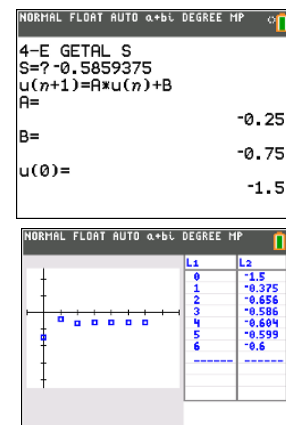 NORMAL FLOAT AUTO a+bi DEGREE MP
4-E GETAL S
S=?-0.5859375
u(n+1)=A*u(n)+B
A=
-0.25
B=
-0.75
u(0)=
-1.5
NORMAL FLOAT AUTO a+bi DEGREE MP
L1 L2
0 -1.5
1 -0.375
2 -0.656
3 -0.586
4 -0.604
5 -0.599
6 -0.6
------ ------